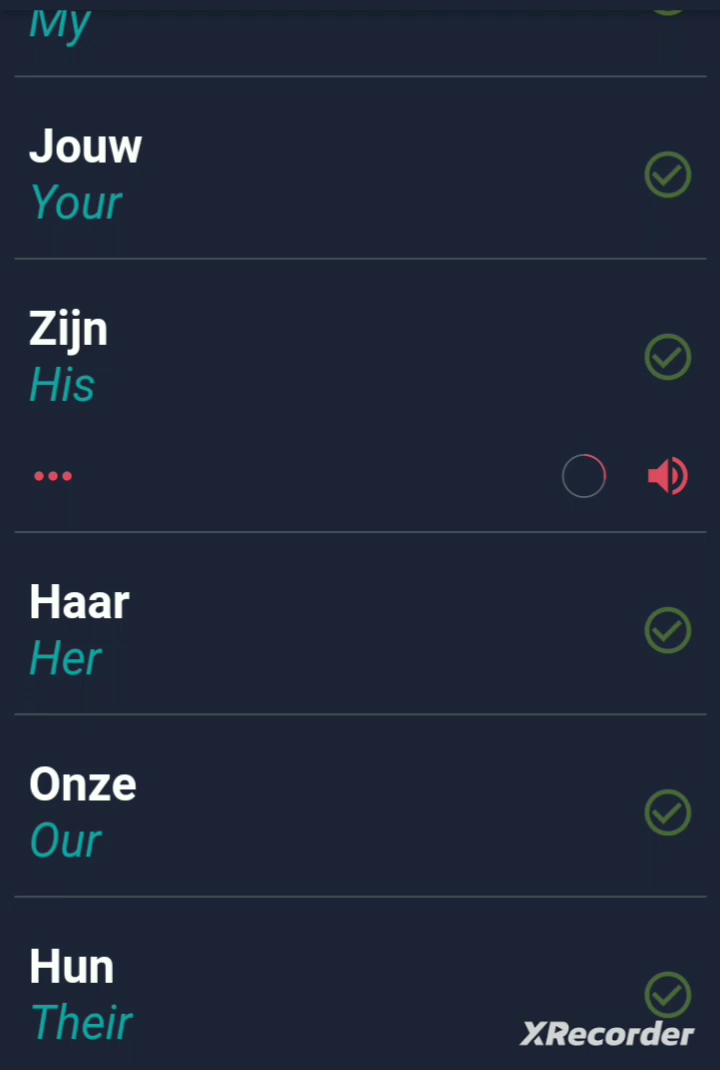 My
Jouw
Your
Zijn
His
Haar
Her
Onze
Our
Hun
Their
XRecorder